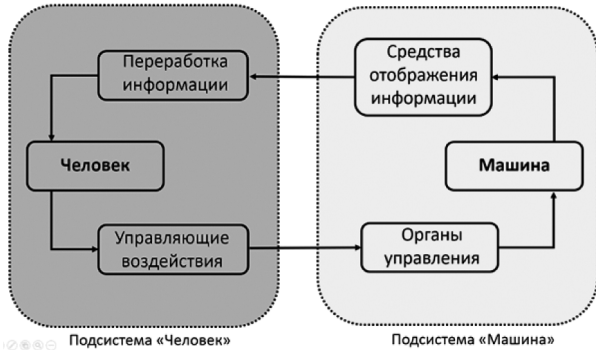 Переработка
информации
Средства
отображения
информации
Человек
Машина
Управляющие
воздействия
Органы
управления
Подсистема «Человек»
Подсистема «Машина»